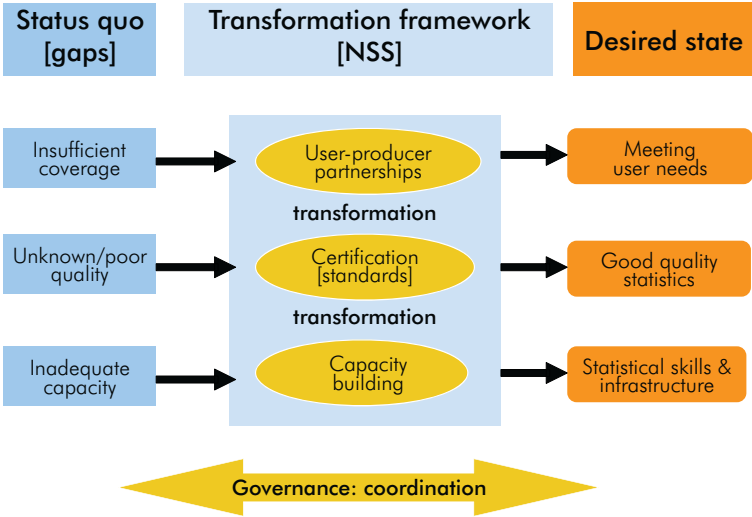 Status quo
[gaps]
Transformation framework
[NSS]
Desired state
Insufficient
coverage
User-producer
partnerships
Meeting
user needs
transformation
Unknown/poor
quality
Certification
[standards]
Good quality
statistics
transformation
Inadequate
capacity
Capacity
building
Statistical skills &
infrastructure
Governance: coordination